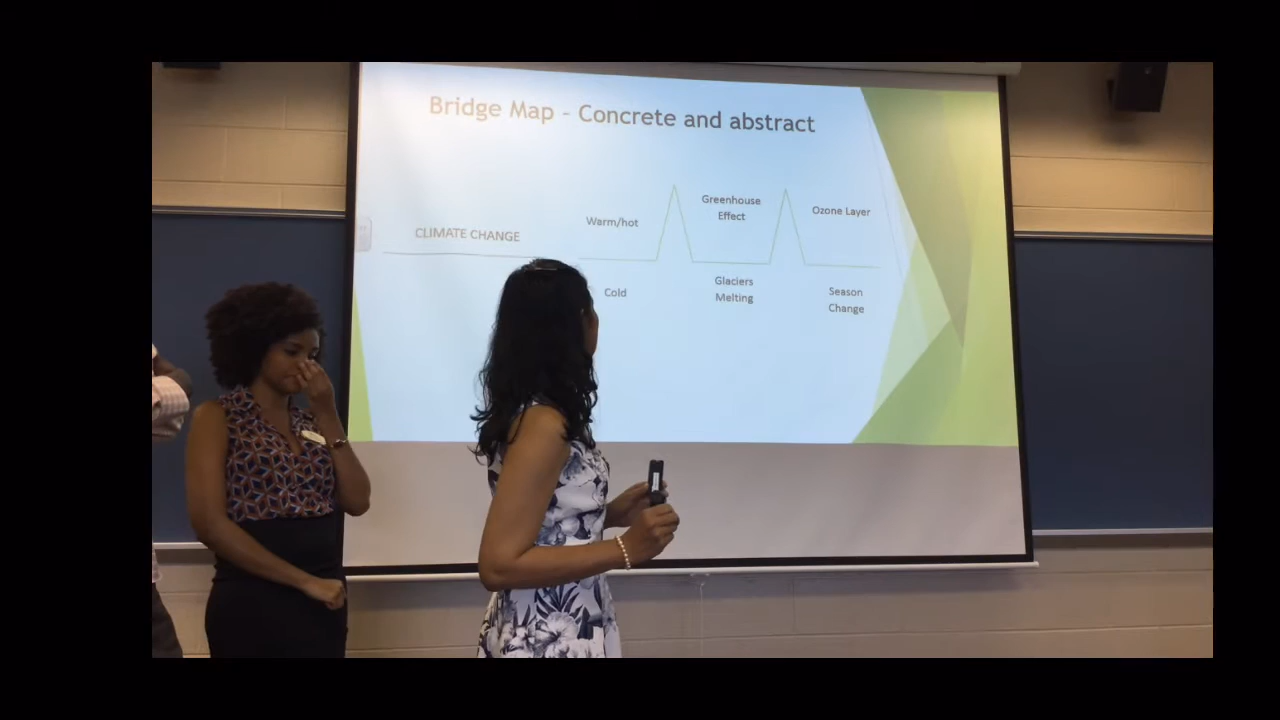 Bridge Map - Concrete and abstract
CLIMATE CHANGE
Warm/hot
Cold
Greenhouse
Effect
Glaciers
Melting
Ozone Layer
Season
Change